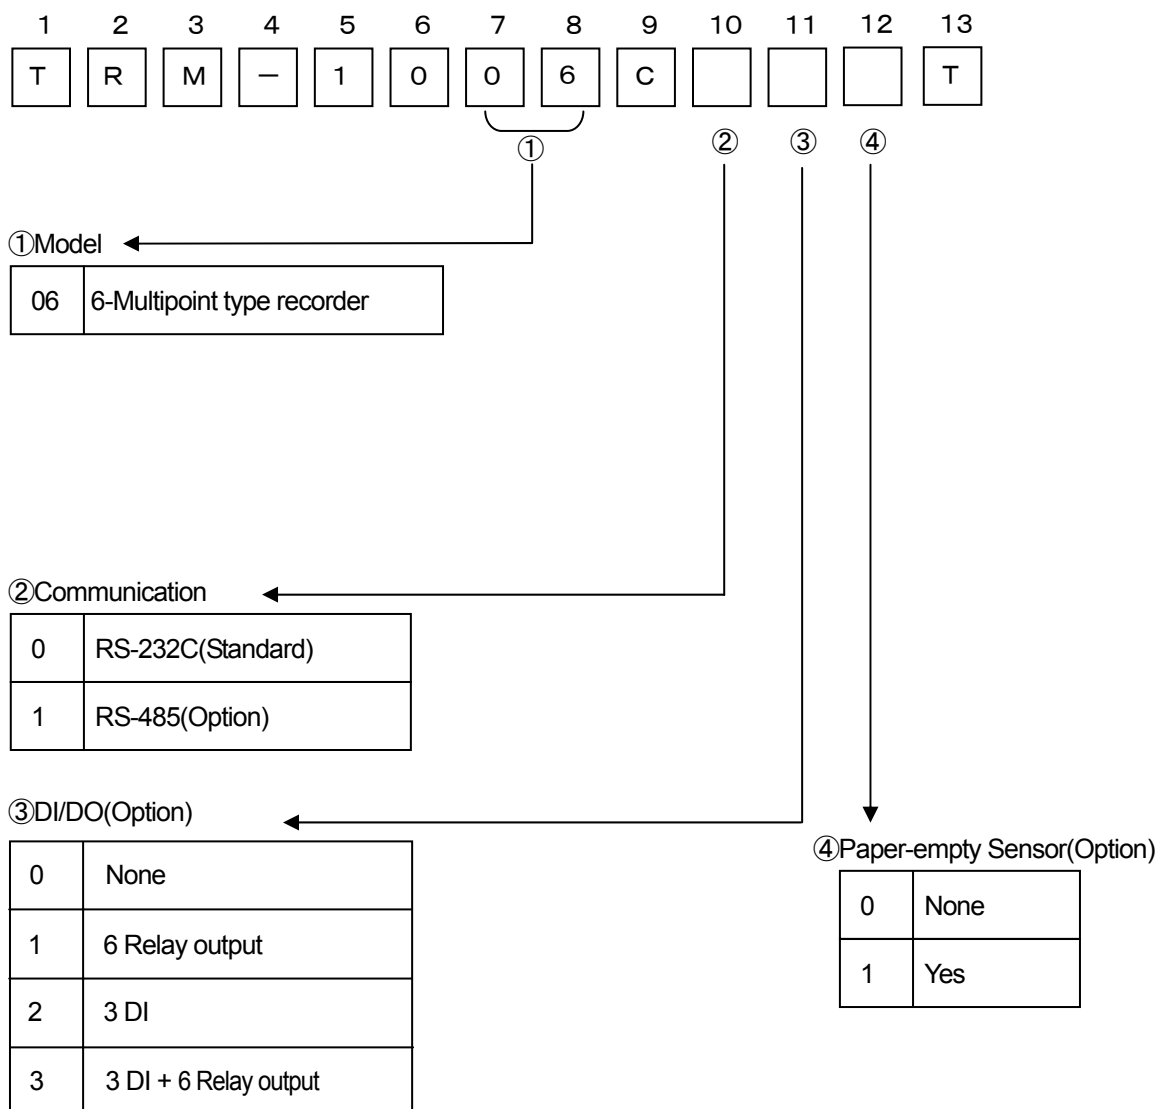 1 2 3 4 5 6 7 8 9 10 11 12 13
T R M － 1 0 0 6 C T
① ② ③ ④
①Model
06 6-Multipoint type recorder
②Communication
0 RS-232C(Standard)
1 RS-485(Option)
③DI/DO(Option)
0 None
1 6 Relay output
2 3 DI
3 3 DI + 6 Relay output
④Paper-empty Sensor(Option)
0 None
1 Yes